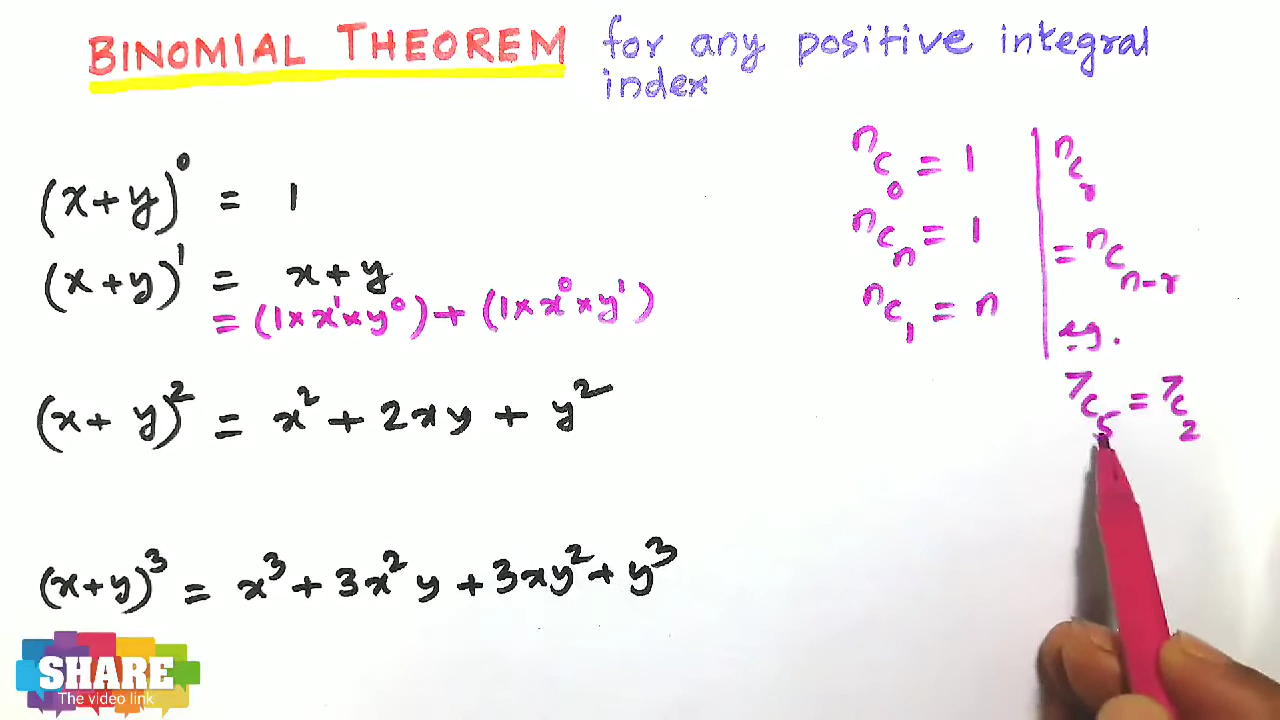 BINOMIAL THEOREM for any positive integral
index
(x+y)⁰ = 1
(x+y)¹ = x+y
= (1×x¹×y⁰) + (1×x⁰×y¹)
(x+y)² = x² + 2xy + y²
(x+y)³ = x³ + 3x²y + 3xy² + y³
ⁿC₀ = 1
ⁿCₙ = 1
ⁿC₁ = n
ⁿCᵣ
= ⁿCₙ₋ᵣ
eg.
⁷C₅ = ⁷C₂
SHARE
The video link